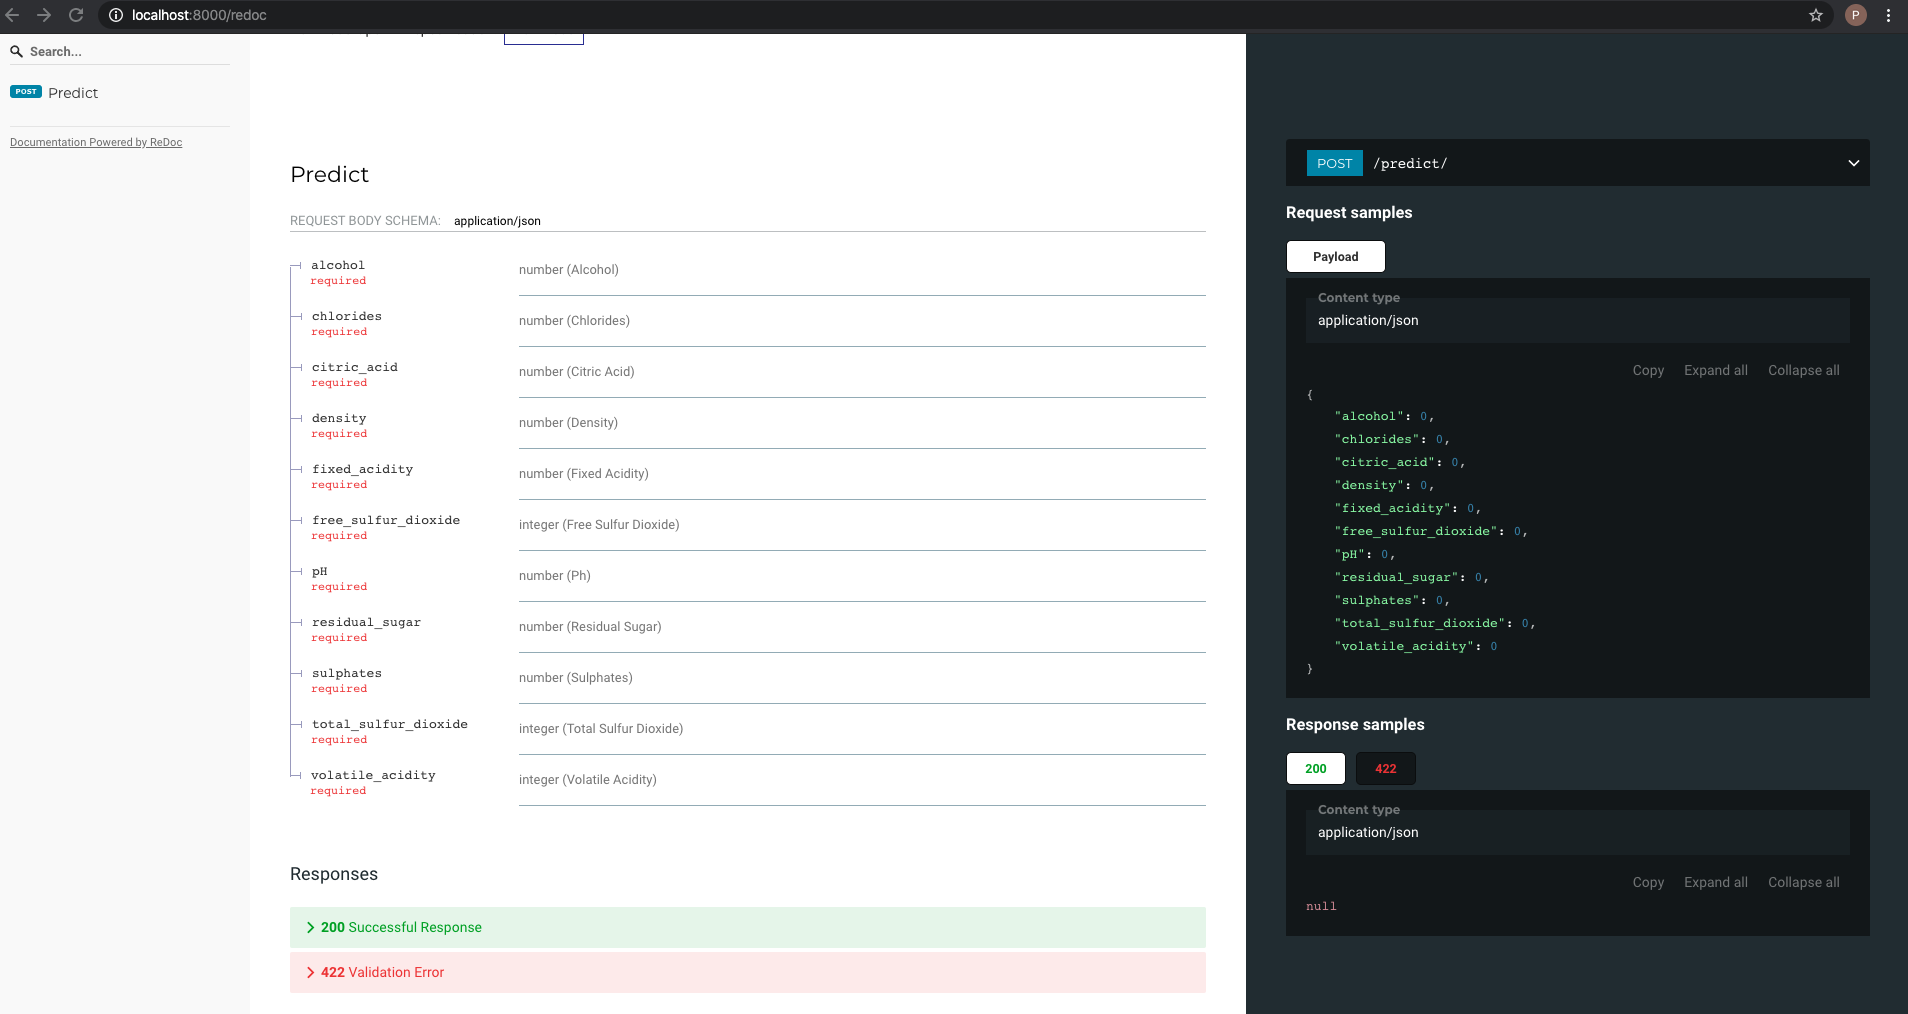 localhost:8000/redoc
P
Search...
POST Predict
Documentation Powered by ReDoc
Predict
REQUEST BODY SCHEMA: application/json
alcohol
required
number (Alcohol)
chlorides
required
number (Chlorides)
citric_acid
required
number (Citric Acid)
density
required
number (Density)
fixed_acidity
required
number (Fixed Acidity)
free_sulfur_dioxide
required
integer (Free Sulfur Dioxide)
pH
required
number (Ph)
residual_sugar
required
number (Residual Sugar)
sulphates
required
number (Sulphates)
total_sulfur_dioxide
required
integer (Total Sulfur Dioxide)
volatile_acidity
required
integer (Volatile Acidity)
Responses
200 Successful Response
422 Validation Error
POST /predict/
Request samples
Payload
Content type
application/json
Copy Expand all Collapse all
{
"alcohol": 0,
"chlorides": 0,
"citric_acid": 0,
"density": 0,
"fixed_acidity": 0,
"free_sulfur_dioxide": 0,
"pH": 0,
"residual_sugar": 0,
"sulphates": 0,
"total_sulfur_dioxide": 0,
"volatile_acidity": 0
}
Response samples
200 422
Content type
application/json
Copy Expand all Collapse all
null